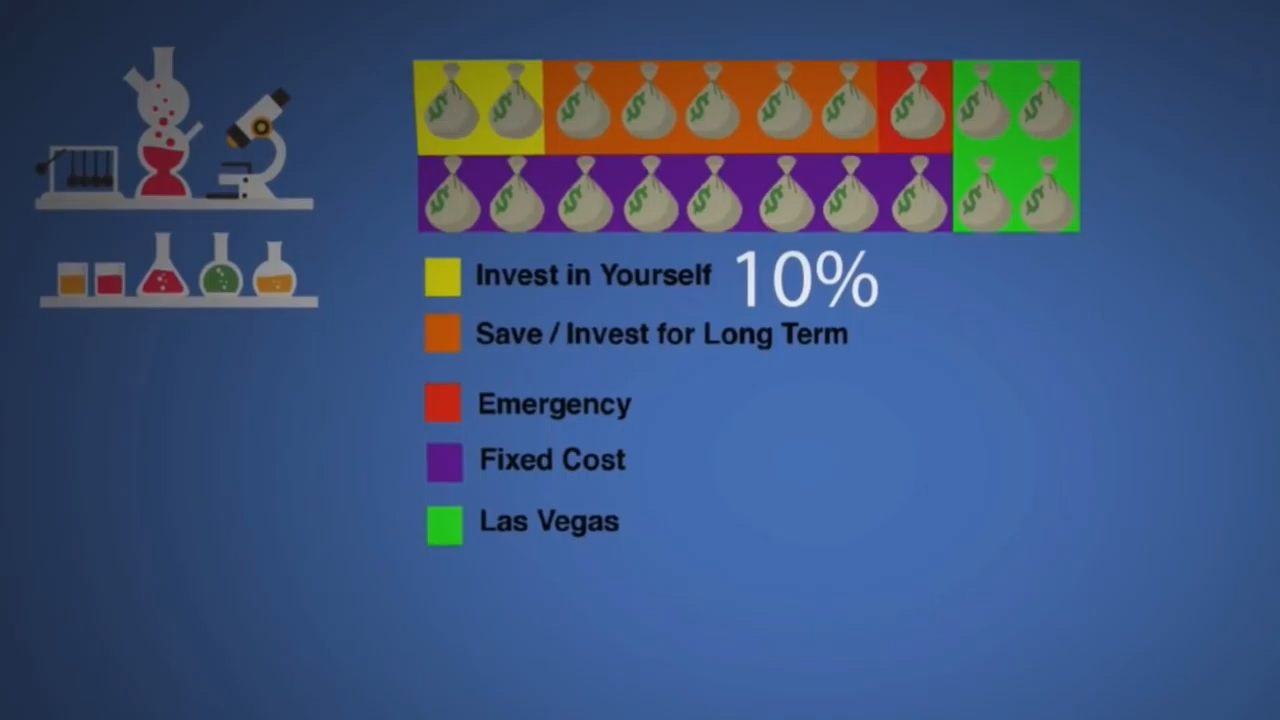 Invest in Yourself 10%
Save / Invest for Long Term
Emergency
Fixed Cost
Las Vegas